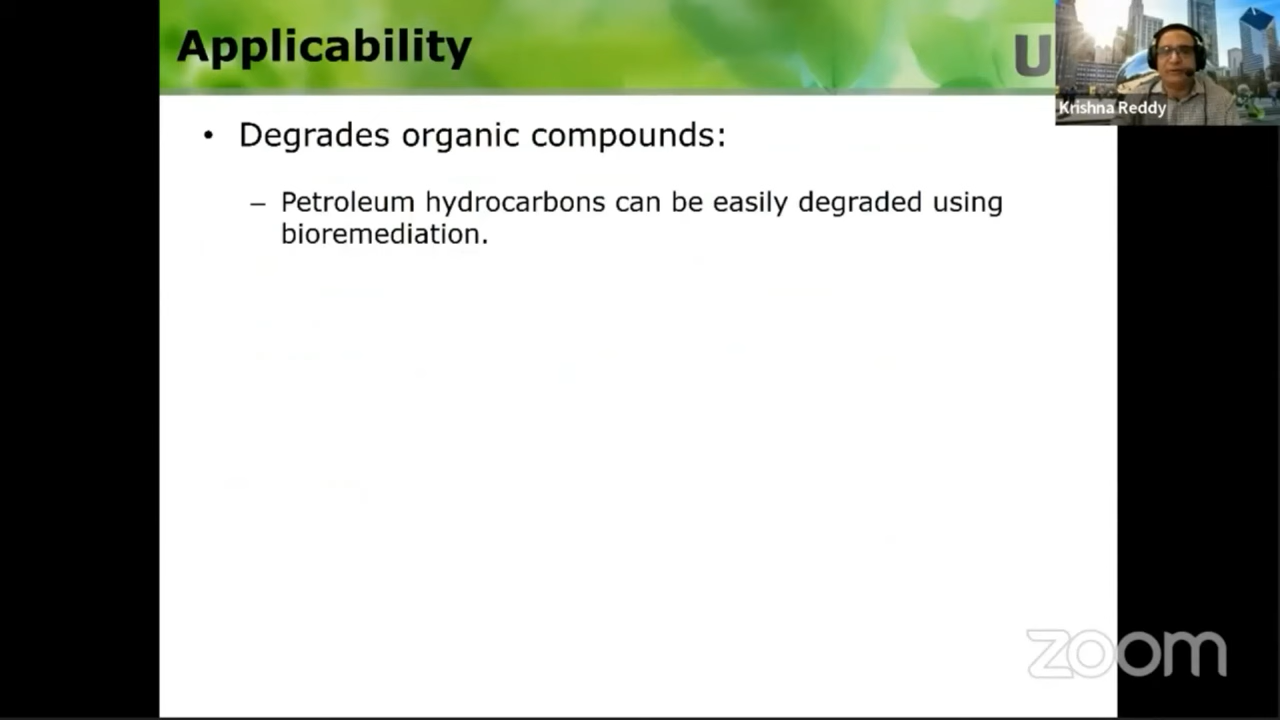 Applicability
U
Krishna Reddy
• Degrades organic compounds:
– Petroleum hydrocarbons can be easily degraded using
bioremediation.
zoom